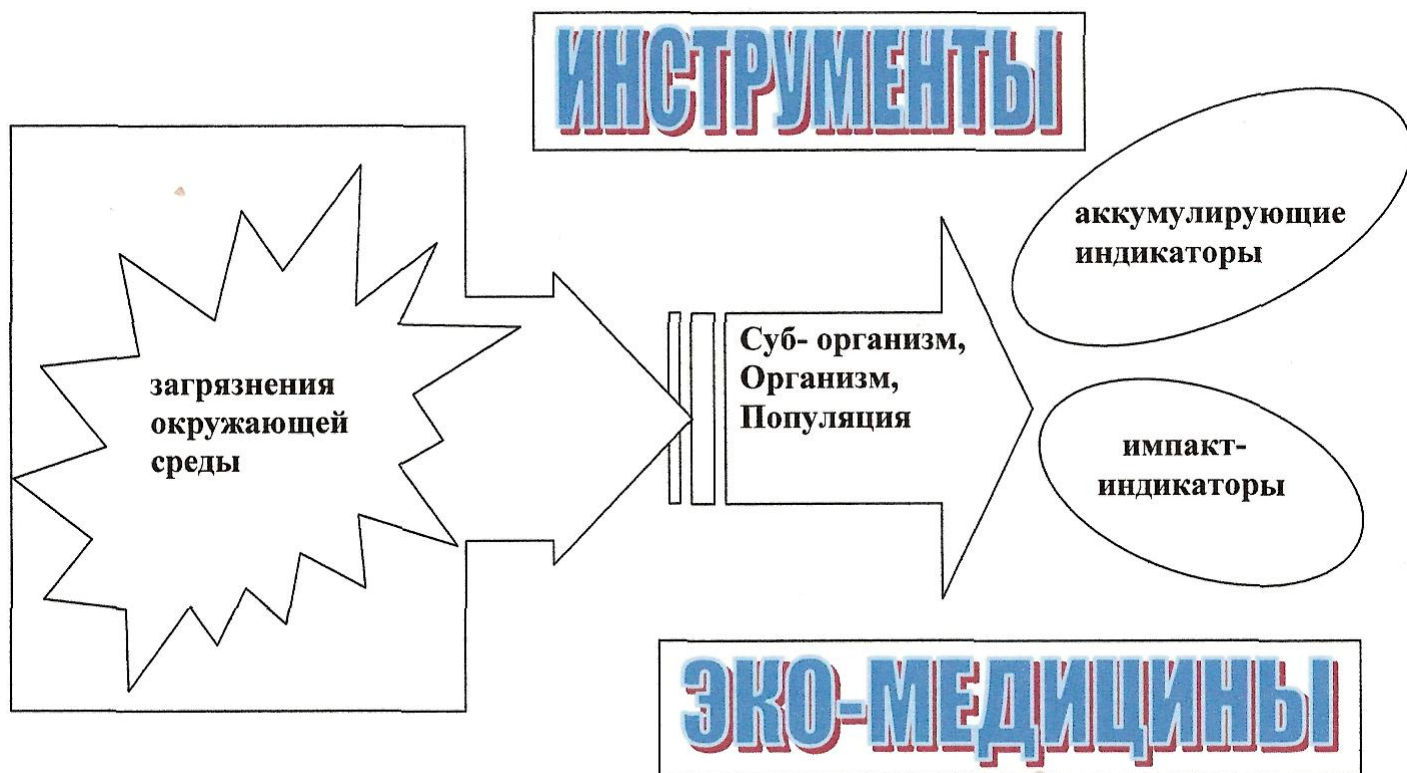 ИНСТРУМЕНТЫ
загрязнения
окружающей
среды
Суб- организм,
Организм,
Популяция
аккумулирующие
индикаторы
импакт-
индикаторы
ЭКО-МЕДИЦИНЫ